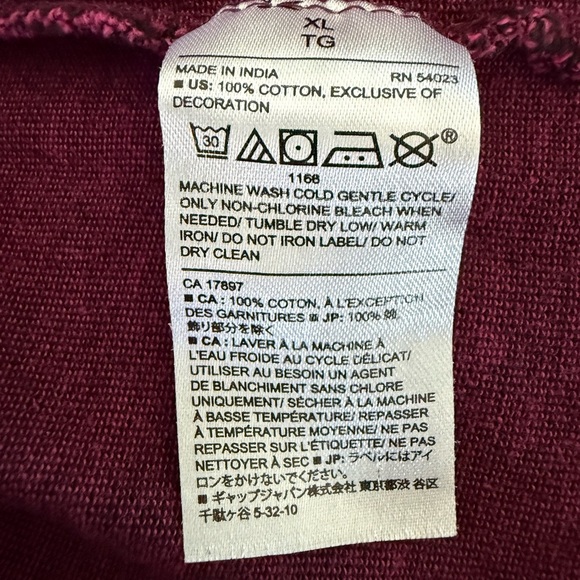 XL
TG
MADE IN INDIA RN 54023
■ US: 100% COTTON, EXCLUSIVE OF
DECORATION
30 ®
1168
MACHINE WASH COLD GENTLE CYCLE/
ONLY NON-CHLORINE BLEACH WHEN
NEEDED/ TUMBLE DRY LOW/ WARM
IRON/ DO NOT IRON LABEL/ DO NOT
DRY CLEAN
CA 17897
■ CA : 100% COTON, À L'EXCEPTION
DES GARNITURES ■ JP: 100% 綿,
飾り部分を除く
■ CA : LAVER À LA MACHINE À
L'EAU FROIDE AU CYCLE DÉLICAT/
UTILISER AU BESOIN UN AGENT
DE BLANCHIMENT SANS CHLORE
UNIQUEMENT/ SÉCHER À LA MACHINE
À BASSE TEMPÉRATURE/ REPASSER
À TEMPÉRATURE MOYENNE/ NE PAS
REPASSER SUR L'ÉTIQUETTE/ NE PAS
NETTOYER À SEC ■ JP: ラベルにはアイ
ロンをかけないでください。
■ ギャップジャパン株式会社 東京都渋谷区
千駄ヶ谷 5-32-10